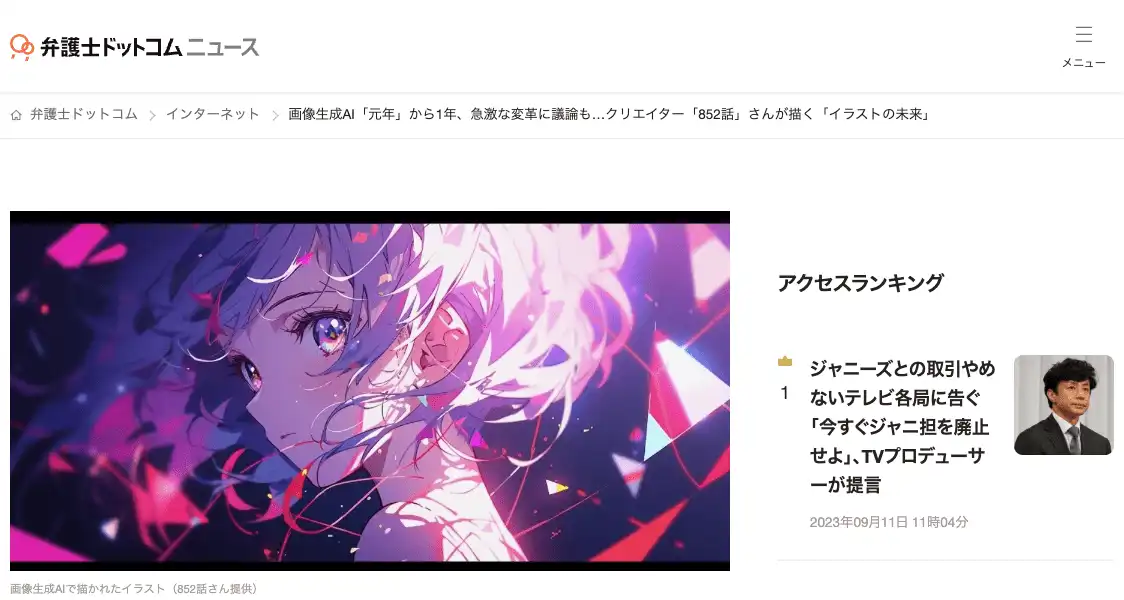 弁護士ドットコム ニュース
メニュー
弁護士ドットコム インターネット 画像生成AI「元年」から1年、急激な変革に議論も...クリエイター「852話」さんが描く「イラストの未来」
画像生成AIで描かれたイラスト（852話さん提供）
アクセスランキング
1
ジャニーズとの取引やめ
ないテレビ各局に告ぐ
「今すぐジャニ担を廃止
せよ」、TVプロデューサ
ーが提言
2023年09月11日 11時04分